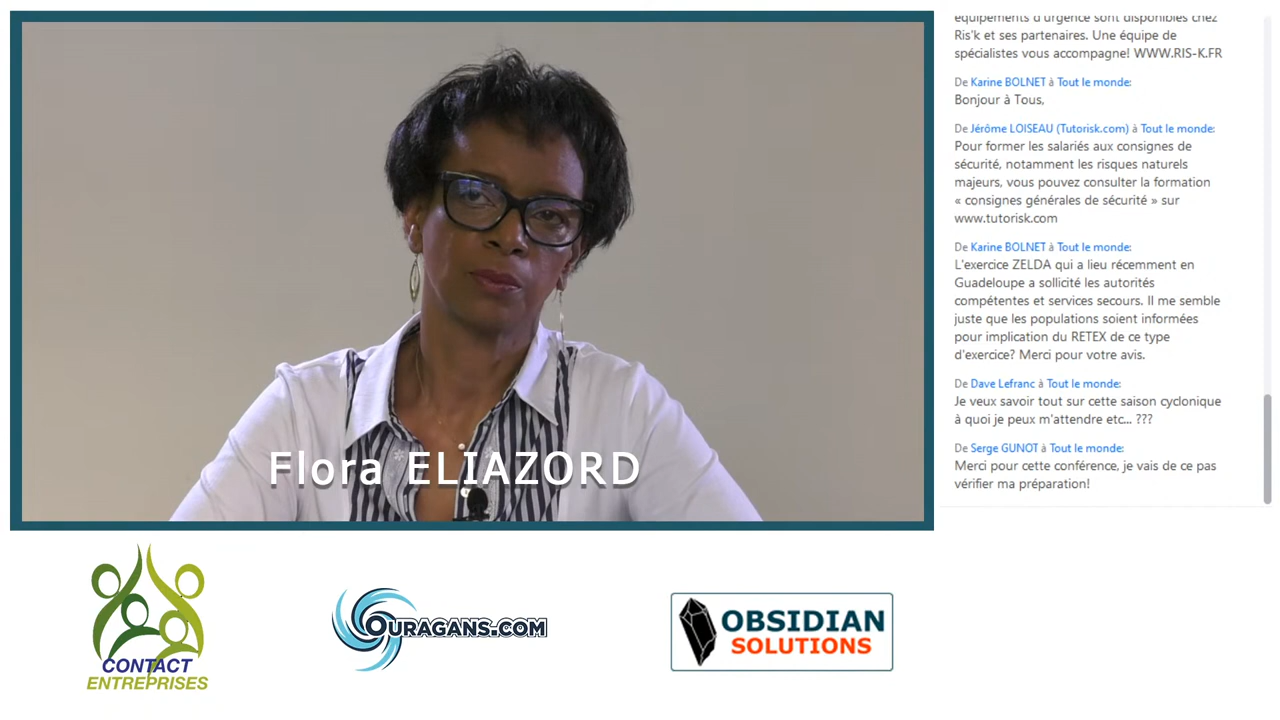 Flora ELIAZORD
équipements d'urgence sont disponibles chez
Ris'k et ses partenaires. Une équipe de
spécialistes vous accompagne! WWW.RIS-K.FR
De Karine BOLNET à Tout le monde:
Bonjour à Tous,
De Jérôme LOISEAU (Tutorisk.com) à Tout le monde:
Pour former les salariés aux consignes de
sécurité, notamment les risques naturels
majeurs, vous pouvez consulter la formation
« consignes générales de sécurité » sur
www.tutorisk.com
De Karine BOLNET à Tout le monde:
L'exercice ZELDA qui a lieu récemment en
Guadeloupe a sollicité les autorités
compétentes et services secours. Il me semble
juste que les populations soient informées
pour implication du RETEX de ce type
d'exercice? Merci pour votre avis.
De Dave Lefranc à Tout le monde:
Je veux savoir tout sur cette saison cyclonique
à quoi je peux m'attendre etc... ???
De Serge GUNOT à Tout le monde:
Merci pour cette conférence, je vais de ce pas
vérifier ma préparation!
CONTACT
ENTREPRISES
OURAGANS.COM
OBSIDIAN
SOLUTIONS